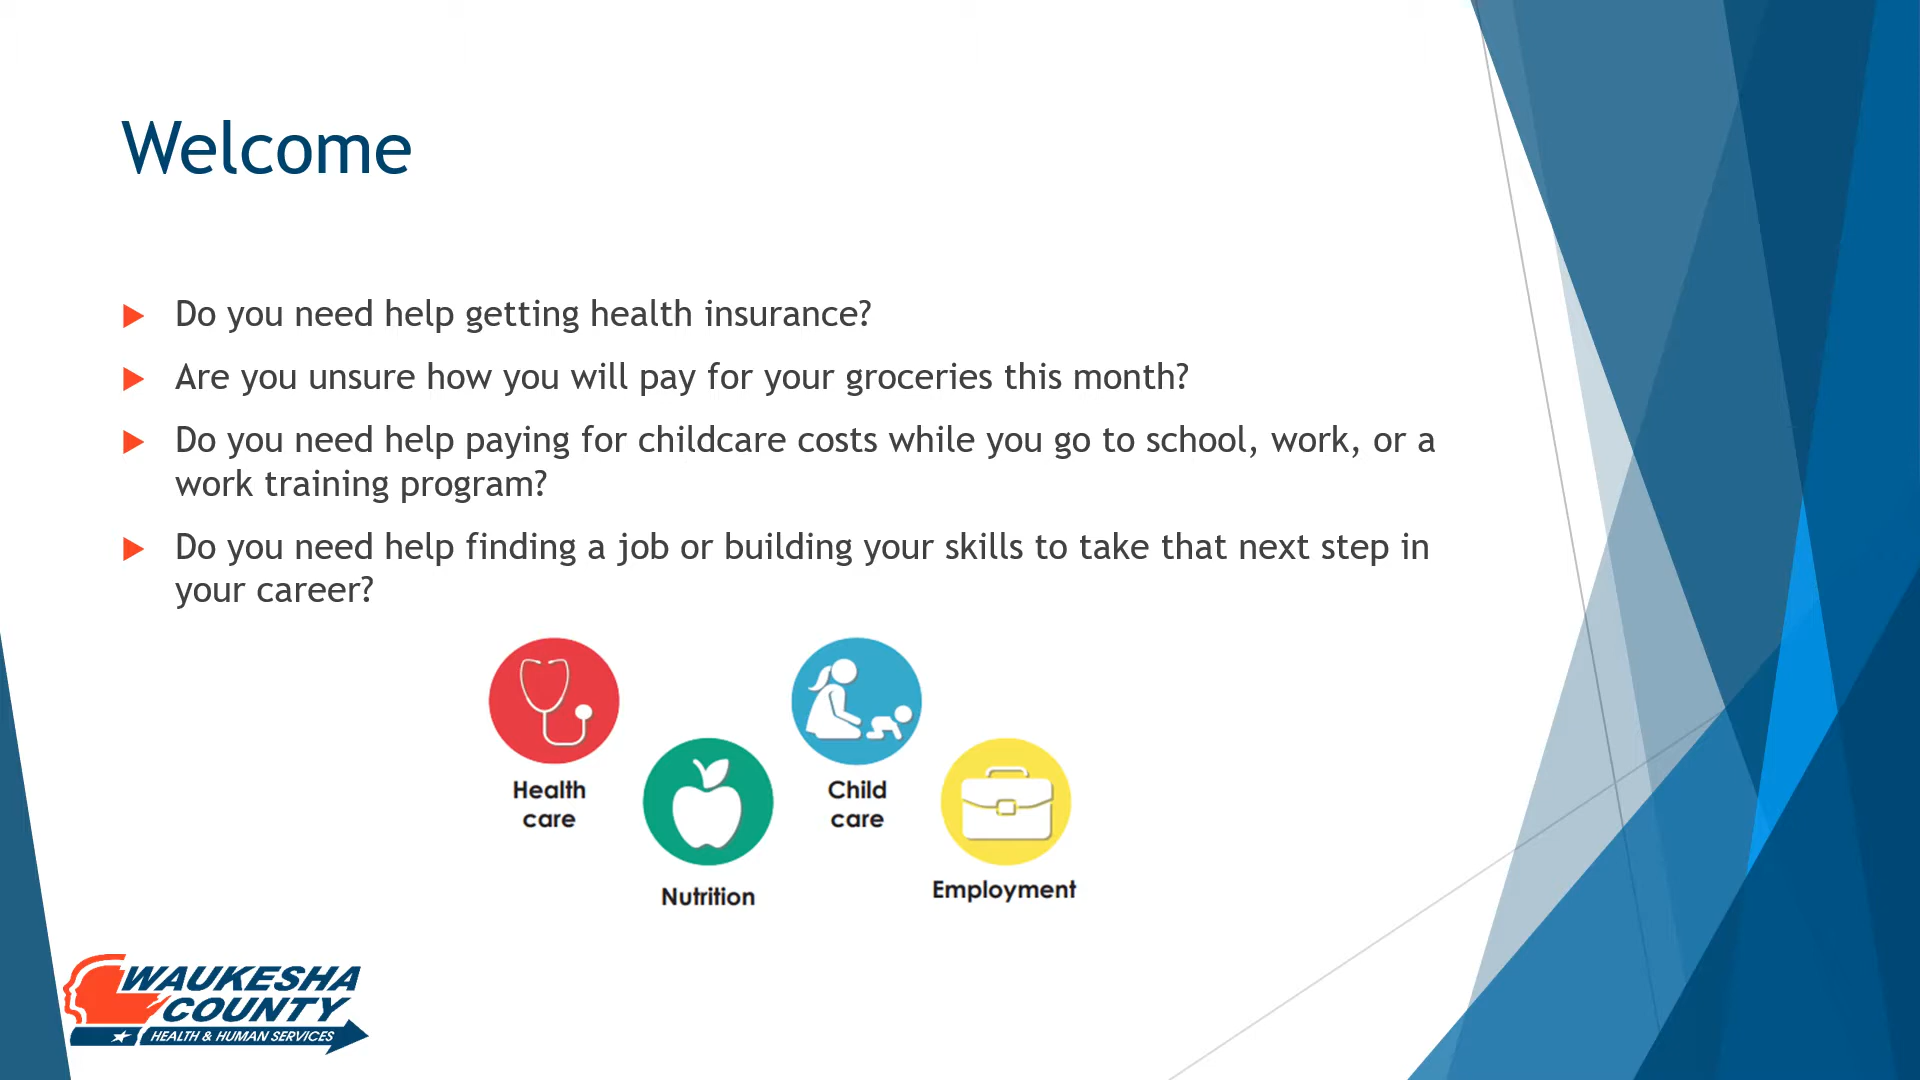 Welcome
Do you need help getting health insurance?
Are you unsure how you will pay for your groceries this month?
Do you need help paying for childcare costs while you go to school, work, or a
work training program?
Do you need help finding a job or building your skills to take that next step in
your career?
Health
care
Nutrition
Child
care
Employment
WAUKESHA
COUNTY
HEALTH & HUMAN SERVICES